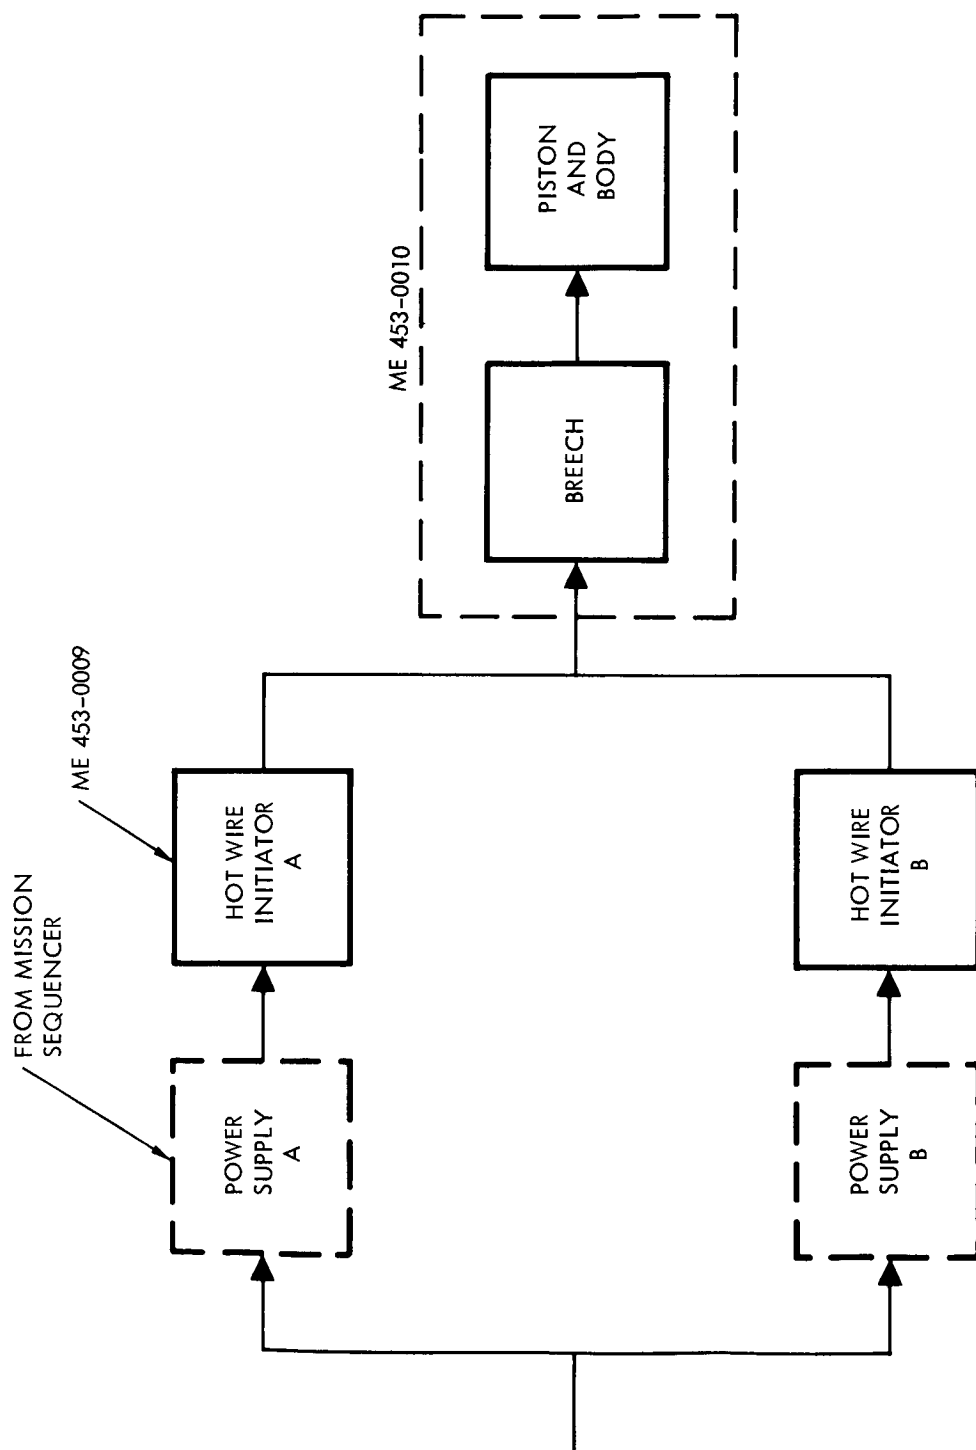 FROM MISSION
SEQUENCER
ME 453-0009
POWER
SUPPLY
A
HOT WIRE
INITIATOR
A
ME 453-0010
BREECH
PISTON
AND
BODY
POWER
SUPPLY
B
HOT WIRE
INITIATOR
B